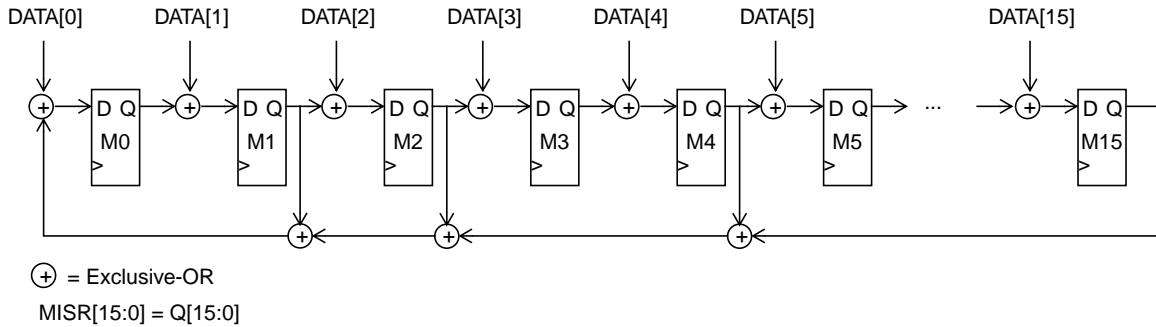 DATA[0] DATA[1] DATA[2] DATA[3] DATA[4] DATA[5] DATA[15]
+ + + + + + +
D Q D Q D Q D Q D Q D Q ... D Q
M0 M1 M2 M3 M4 M5 M15
+ + +
+ = Exclusive-OR
MISR[15:0] = Q[15:0]